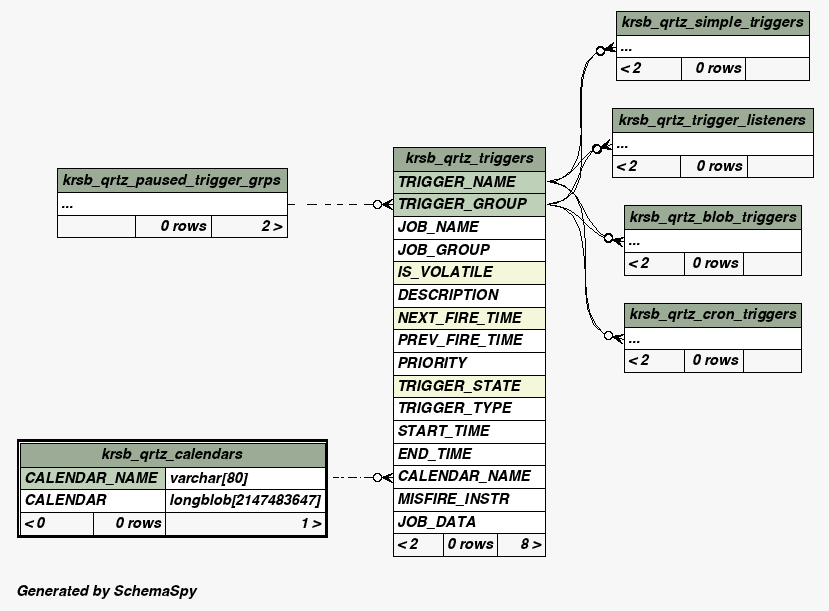 krsb_qrtz_simple_triggers
...
< 2 0 rows
krsb_qrtz_trigger_listeners
...
< 2 0 rows
krsb_qrtz_triggers
TRIGGER_NAME
TRIGGER_GROUP
JOB_NAME
JOB_GROUP
IS_VOLATILE
DESCRIPTION
NEXT_FIRE_TIME
PREV_FIRE_TIME
PRIORITY
TRIGGER_STATE
TRIGGER_TYPE
START_TIME
END_TIME
CALENDAR_NAME
MISFIRE_INSTR
JOB_DATA
< 2 0 rows 8 >
krsb_qrtz_paused_trigger_grps
...
0 rows 2 >
krsb_qrtz_blob_triggers
...
< 2 0 rows
krsb_qrtz_cron_triggers
...
< 2 0 rows
krsb_qrtz_calendars
CALENDAR_NAME varchar[80]
CALENDAR longblob[2147483647]
< 0 0 rows 1 >
Generated by SchemaSpy